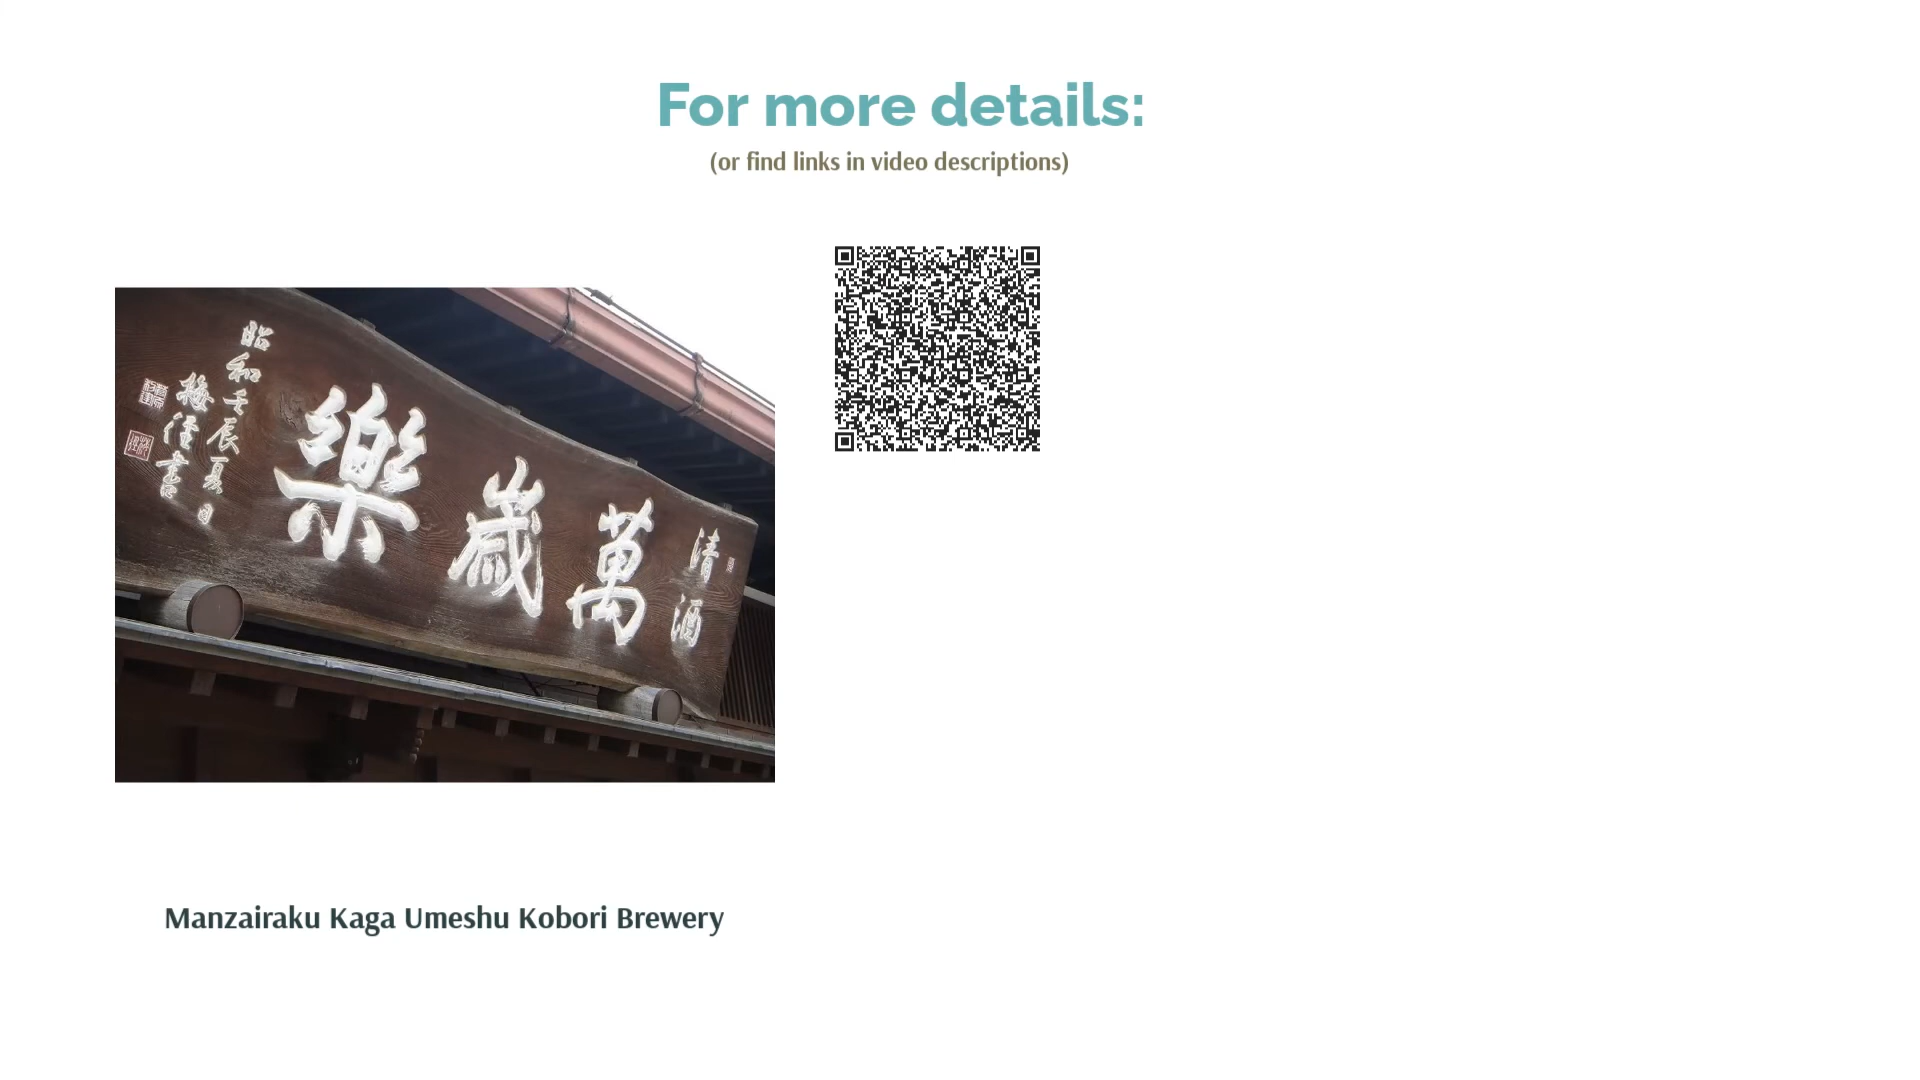 For more details:
(or find links in video descriptions)
清酒
萬歳樂
昭和壬辰夏日
Manzairaku Kaga Umeshu Kobori Brewery